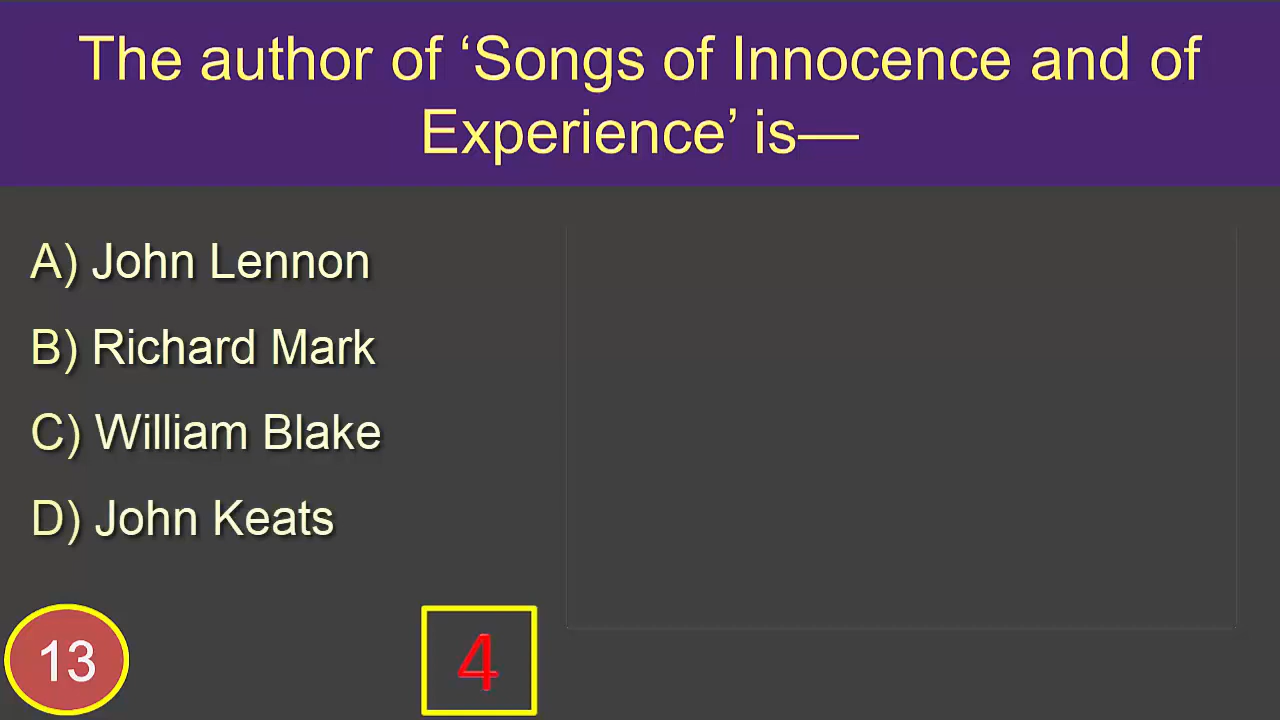 The author of ‘Songs of Innocence and of
Experience’ is—
A) John Lennon
B) Richard Mark
C) William Blake
D) John Keats
13
4